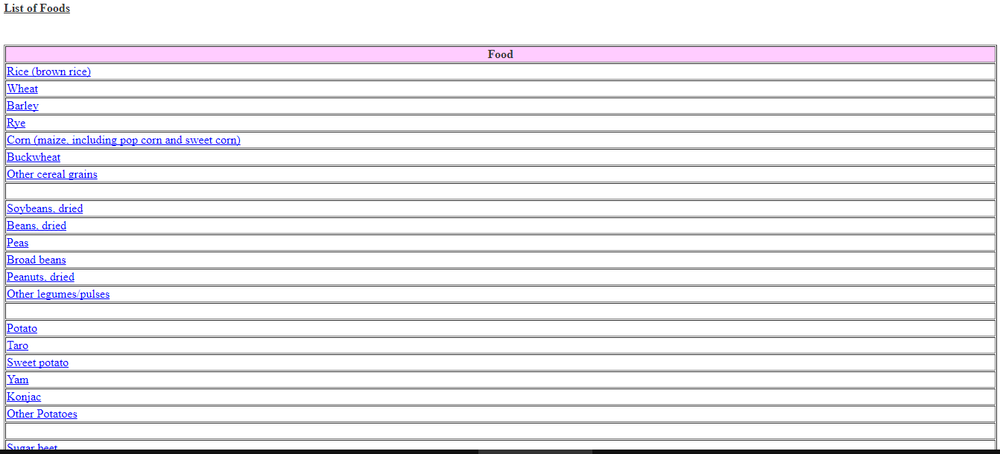 List of Foods
Food
Rice (brown rice)
Wheat
Barley
Rye
Corn (maize, including pop corn and sweet corn)
Buckwheat
Other cereal grains
Soybeans, dried
Beans, dried
Peas
Broad beans
Peanuts, dried
Other legumes/pulses
Potato
Taro
Sweet potato
Yam
Konjac
Other Potatoes
Sugar beet